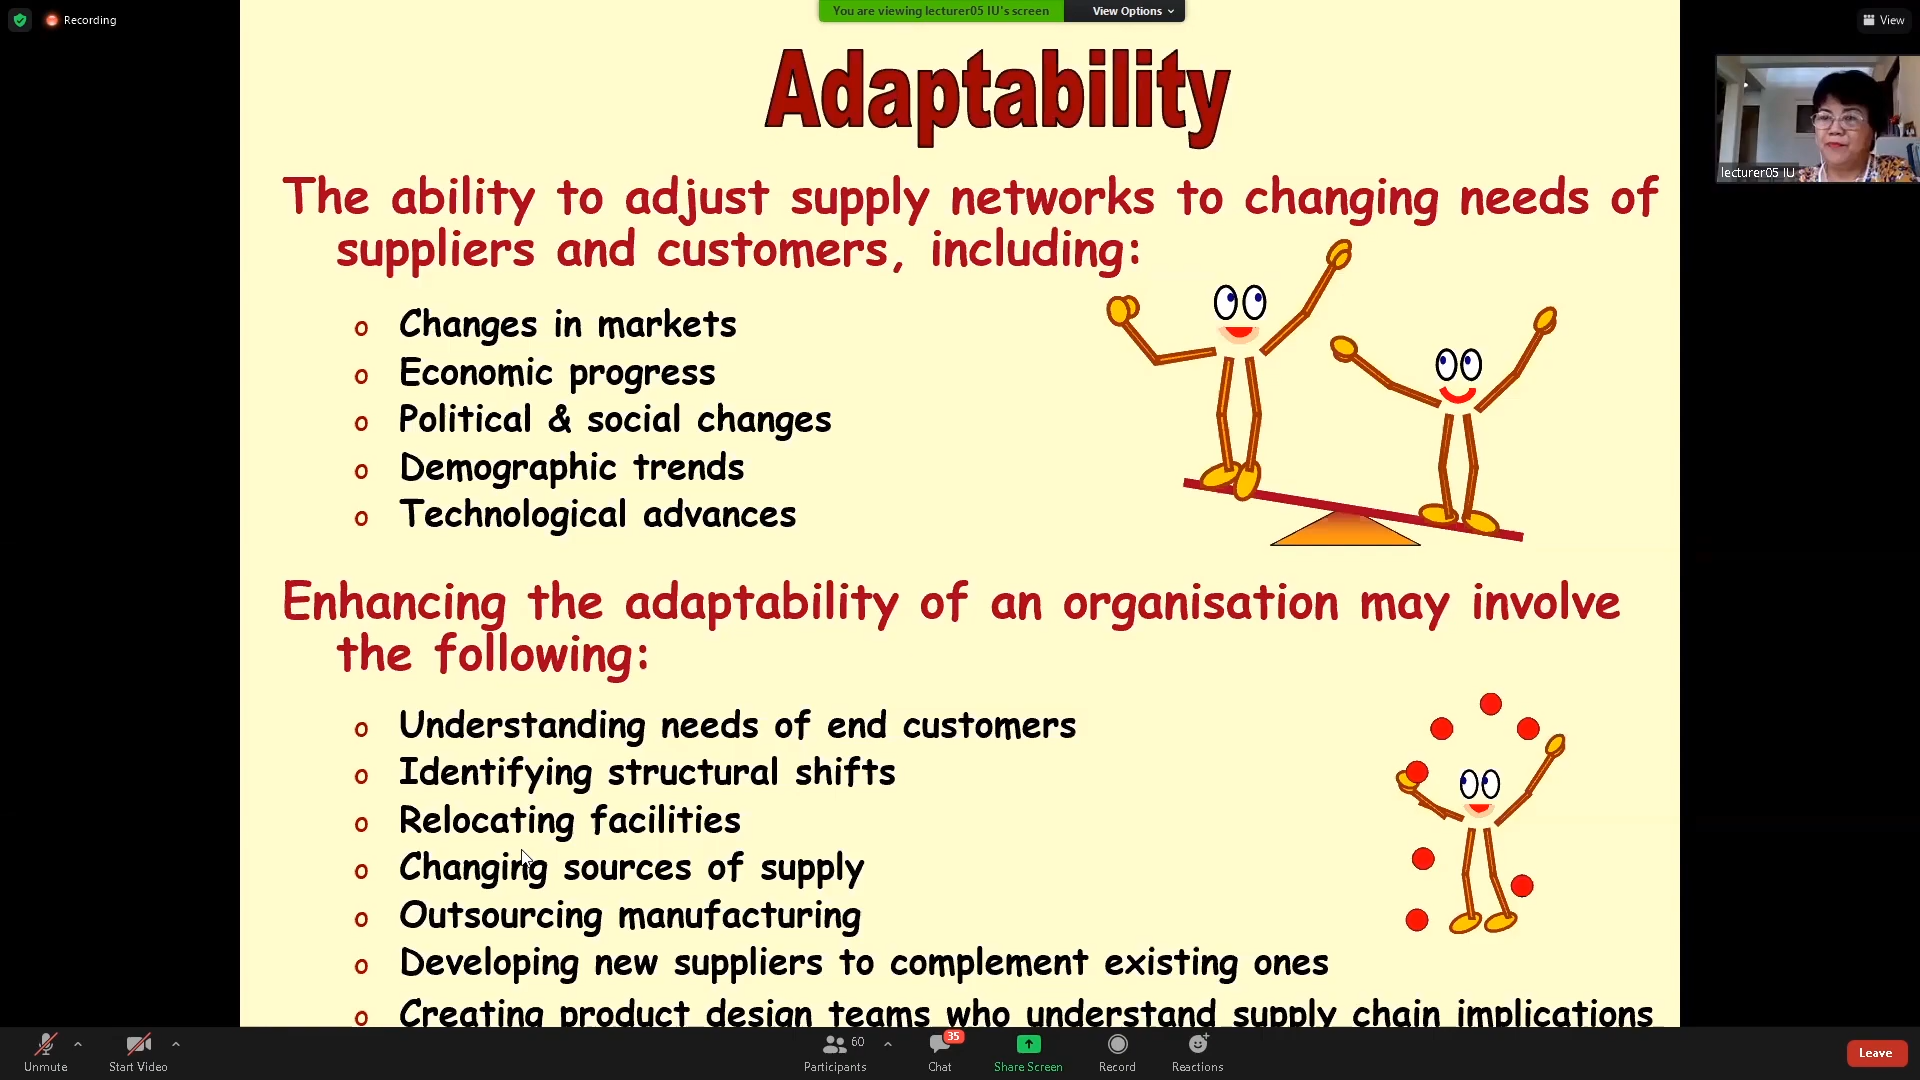 Recording
You are viewing lecturer05 IU's screen
View Options
View
Adaptability
lecturer05 IU
The ability to adjust supply networks to changing needs of
suppliers and customers, including:
o Changes in markets
o Economic progress
o Political & social changes
o Demographic trends
o Technological advances
Enhancing the adaptability of an organisation may involve
the following:
o Understanding needs of end customers
o Identifying structural shifts
o Relocating facilities
o Changing sources of supply
o Outsourcing manufacturing
o Developing new suppliers to complement existing ones
o Creating product design teams who understand supply chain implications
Unmute
Start Video
60
Participants
35
Chat
Share Screen
Record
Reactions
Leave